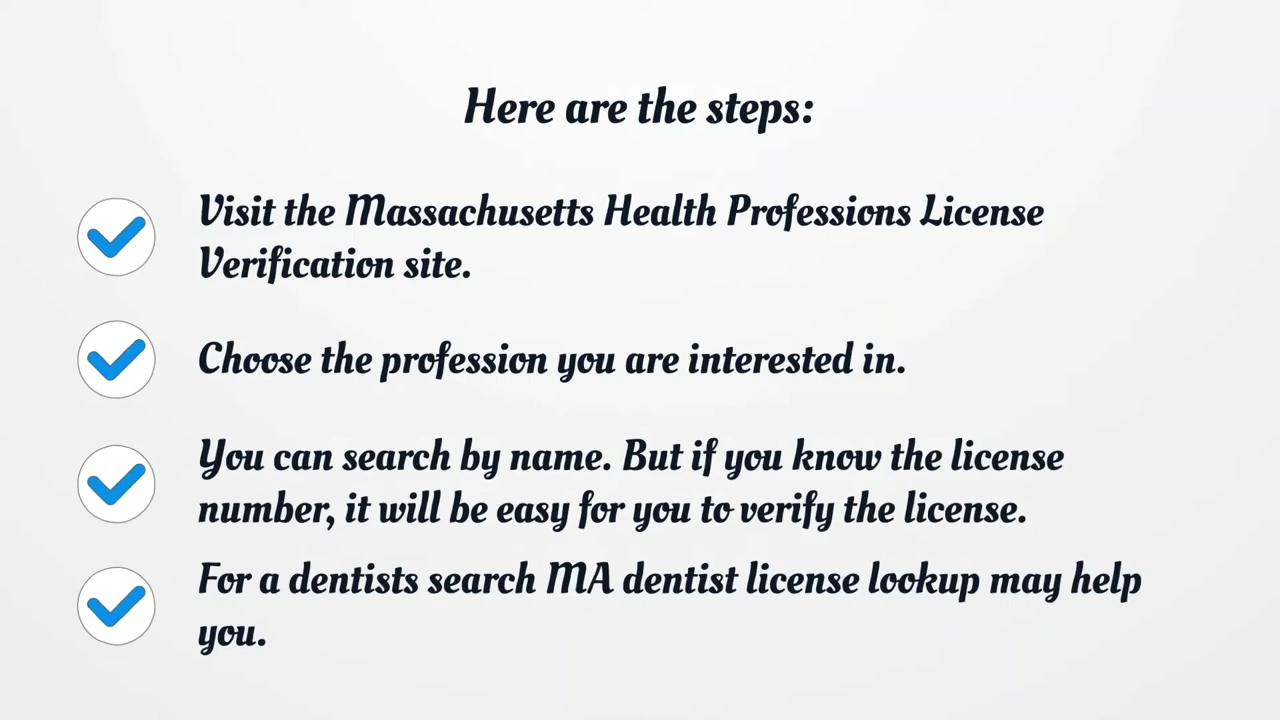 Here are the steps:
Visit the Massachusetts Health Professions License
Verification site.
Choose the profession you are interested in.
You can search by name. But if you know the license
number, it will be easy for you to verify the license.
For a dentists search MA dentist license lookup may help
you.